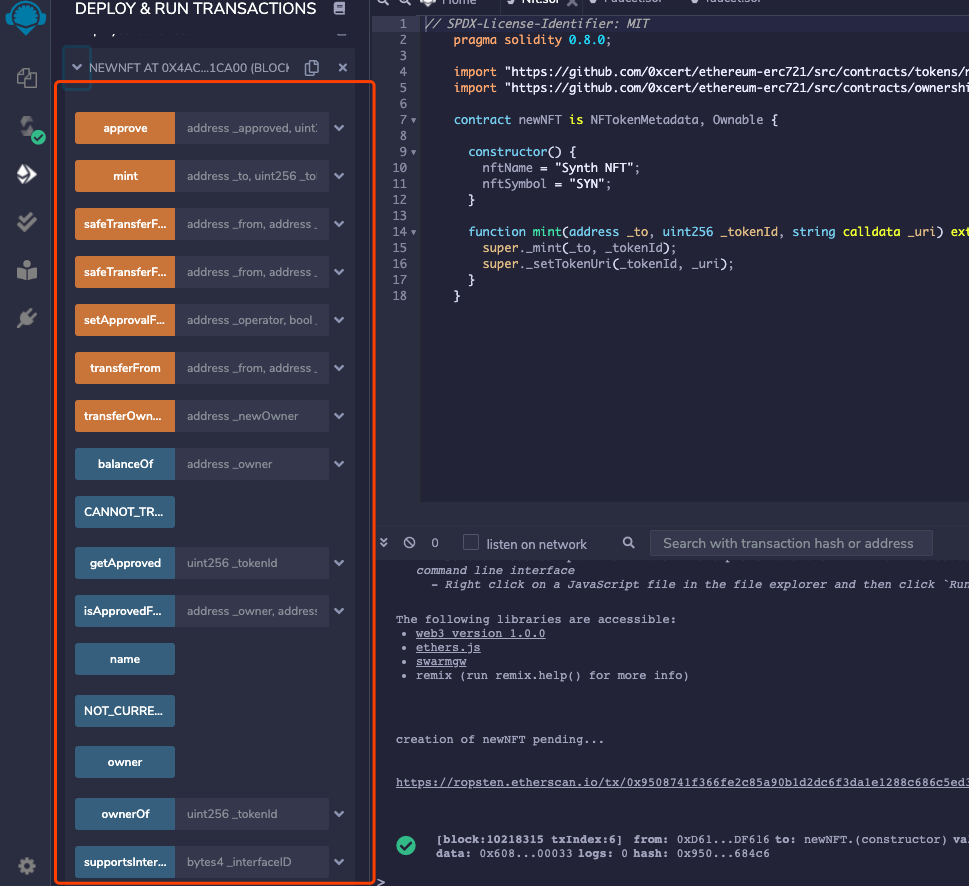 DEPLOY & RUN TRANSACTIONS
NEWNFT AT 0X4AC...1CA00 (BLOCK
approve address _approved, uint
mint address _to, uint256 _to
safeTransferF... address _from, address _
safeTransferF... address _from, address _
setApprovalF... address _operator, bool _
transferFrom address _from, address _
transferOwn... address _newOwner
balanceOf address _owner
CANNOT_TR...
getApproved uint256 _tokenId
isApprovedF... address _owner, address
name
NOT_CURRE...
owner
ownerOf uint256 _tokenId
supportsInter... bytes4 _interfaceID
Home
1 // SPDX-License-Identifier: MIT
2 pragma solidity 0.8.0;
3
4 import "https://github.com/0xcert/ethereum-erc721/src/contracts/tokens/n
5 import "https://github.com/0xcert/ethereum-erc721/src/contracts/ownershi
6
7 contract newNFT is NFTokenMetadata, Ownable {
8
9 constructor() {
10 nftName = "Synth NFT";
11 nftSymbol = "SYN";
12 }
13
14 function mint(address _to, uint256 _tokenId, string calldata _uri) ext
15 super._mint(_to, _tokenId);
16 super._setTokenUri(_tokenId, _uri);
17 }
18 }
0 listen on network Search with transaction hash or address
command line interface
- Right click on a JavaScript file in the file explorer and then click `Run
The following libraries are accessible:
• web3 version 1.0.0
• ethers.js
• swarmgw
• remix (run remix.help() for more info)
creation of newNFT pending...
https://ropsten.etherscan.io/tx/0x9508741f366fe2c85a90b1d2dc6f3da1e1288c686c5ed3
[block:10218315 txIndex:6] from: 0xD61...DF616 to: newNFT.(constructor) va
data: 0x608...00033 logs: 0 hash: 0x950...684c6
>